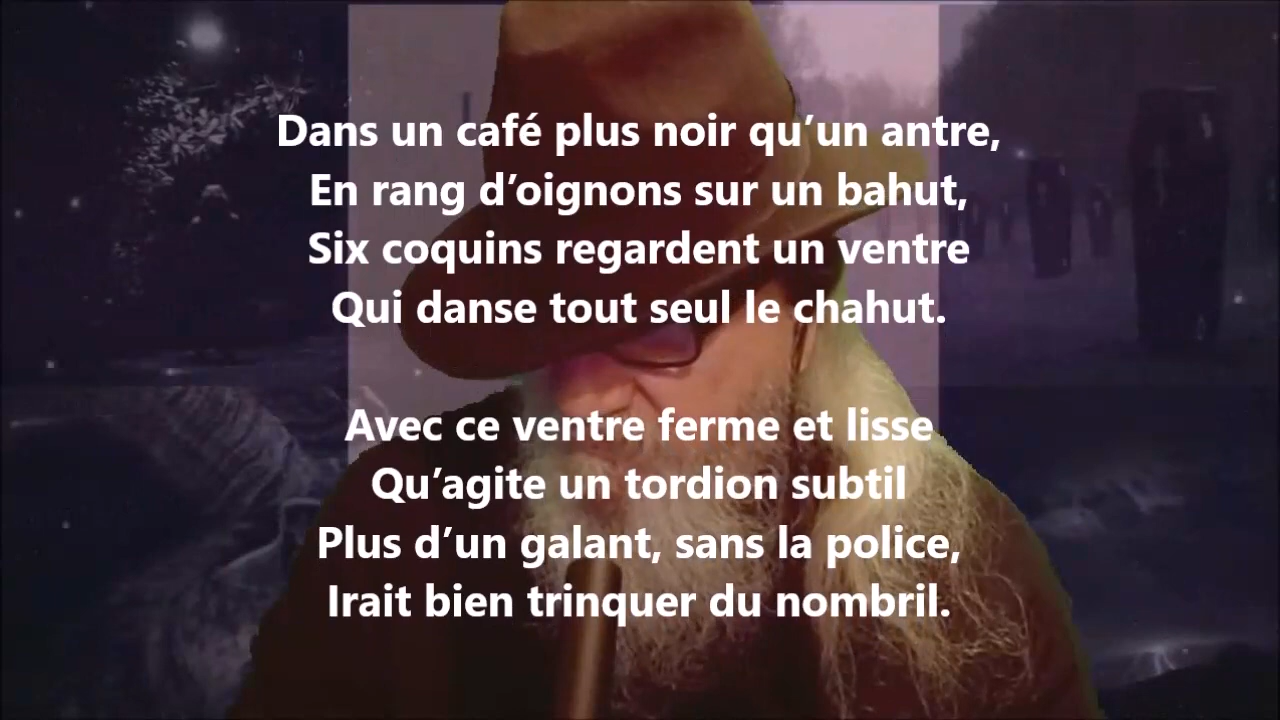 Dans un café plus noir qu’un antre,
En rang d’oignons sur un bahut,
Six coquins regardent un ventre
Qui danse tout seul le chahut.
Avec ce ventre ferme et lisse
Qu’agite un tordion subtil
Plus d’un galant, sans la police,
Irait bien trinquer du nombril.